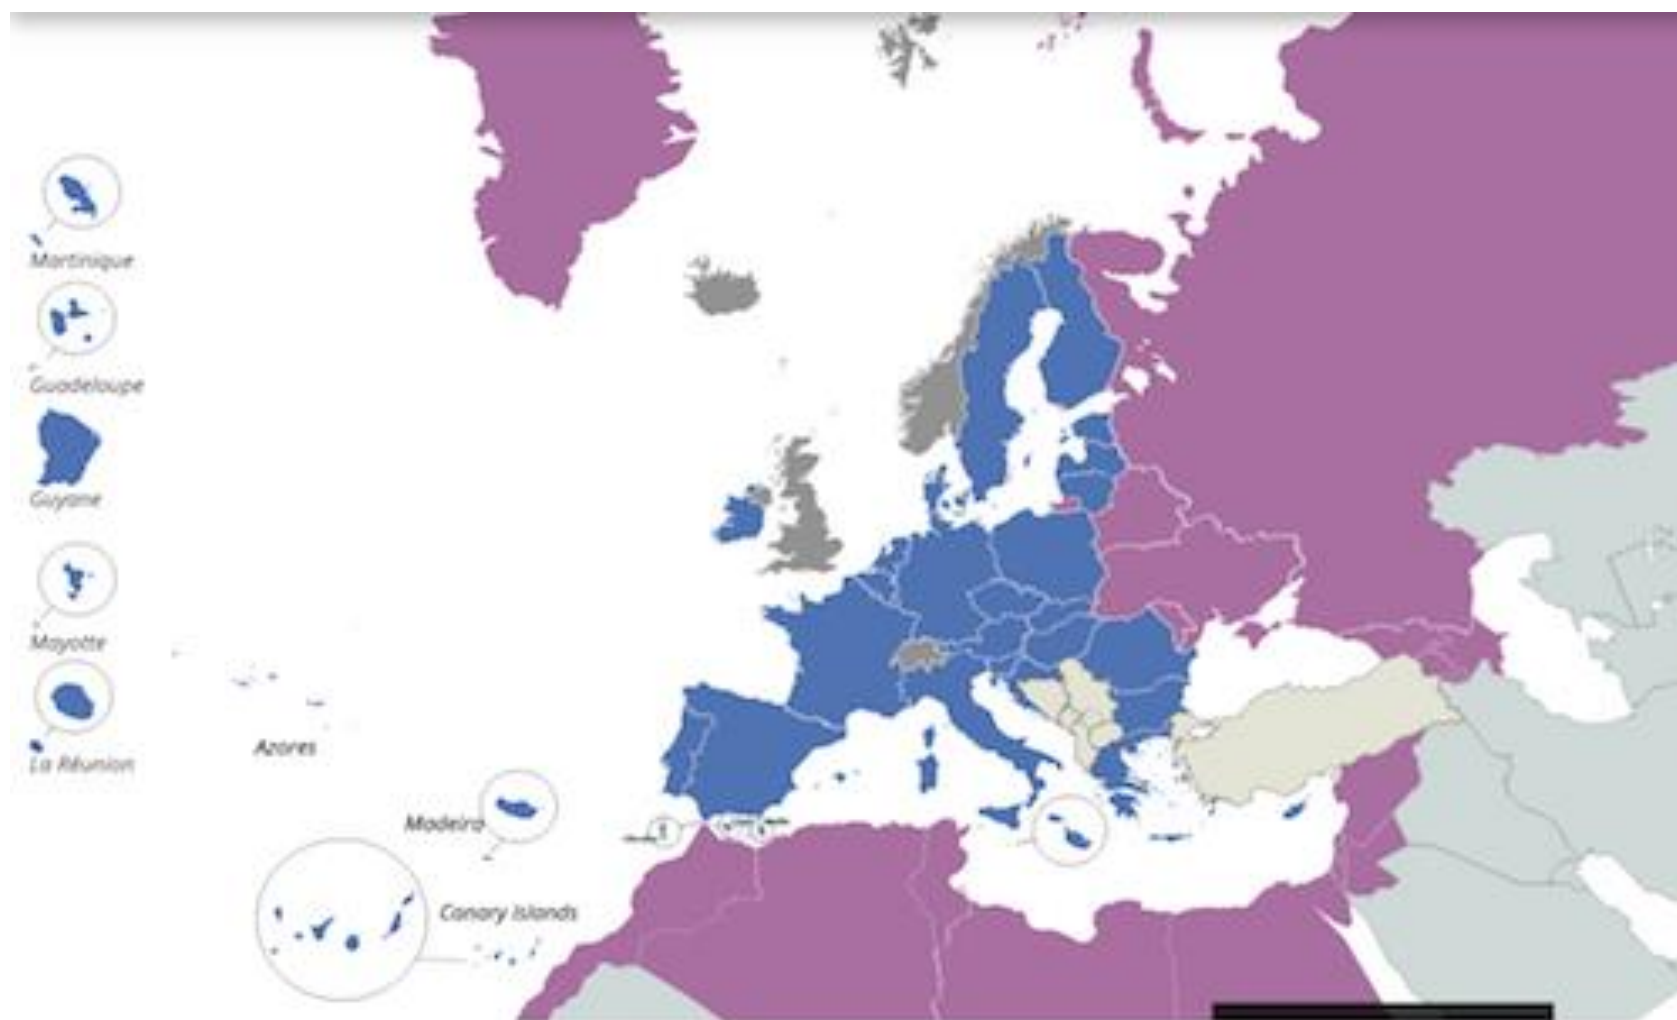 Martinique
Guadeloupe
Guyane
Mayotte
La Réunion
Azores
Madeira
Canary Islands